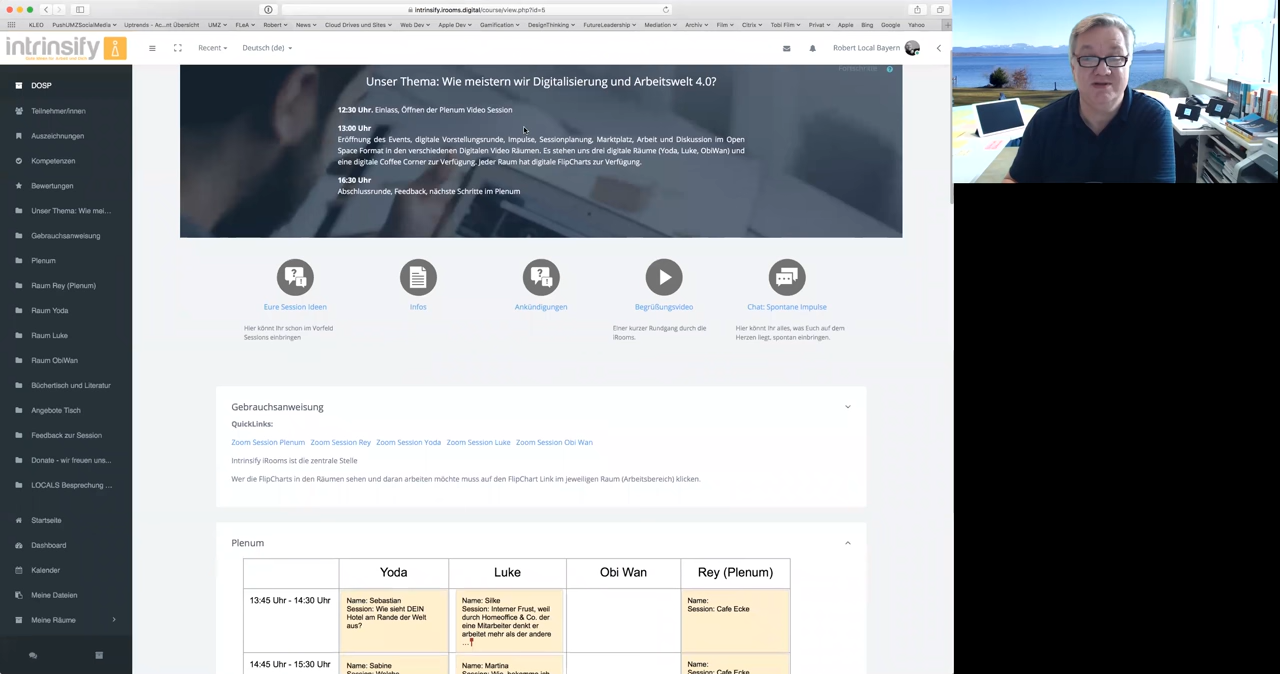 intrinsify.irooms.digital/course/view.php?id=5
KLEO PushUMZSocialMedia Uptrends - Ac...nt Übersicht UMZ FLeA Robert News Cloud Drives und Sites Web Dev Apple Dev Gamification DesignThinking FutureLeadership Mediation Archiv Film Citrix Tobi Film Privat Apple Bing Google Yahoo
intrinsify
Recent Deutsch (de) Robert Local Bayern
DOSP
Teilnehmer/innen
Auszeichnungen
Kompetenzen
Bewertungen
Unser Thema: Wie mei...
Gebrauchsanweisung
Plenum
Raum Rey (Plenum)
Raum Yoda
Raum Luke
Raum ObiWan
Büchertisch und Literatur
Angebote Tisch
Feedback zur Session
Donate - wir freuen uns...
LOCALS Besprechung ...
Startseite
Dashboard
Kalender
Meine Dateien
Meine Räume
Fortschritte
Unser Thema: Wie meistern wir Digitalisierung und Arbeitswelt 4.0?
12:30 Uhr. Einlass, Öffnen der Plenum Video Session
13:00 Uhr
Eröffnung des Events, digitale Vorstellungsrunde, Impulse, Sessionplanung, Marktplatz, Arbeit und Diskussion im Open
Space Format in den verschiedenen Digitalen Video Räumen. Es stehen uns drei digitale Räume (Yoda, Luke, ObiWan) und
eine digitale Coffee Corner zur Verfügung, jeder Raum hat digitale FlipCharts zur Verfügung.
16:30 Uhr
Abschlussrunde, Feedback, nächste Schritte im Plenum
Eure Session Ideen
Hier könnt Ihr schon im Vorfeld
Sessions einbringen
Infos
Ankündigungen
Begrüßungsvideo
Einer kurzer Rundgang durch die
iRooms.
Chat: Spontane Impulse
Hier könnt Ihr alles, was Euch auf dem
Herzen liegt, spontan einbringen.
Gebrauchsanweisung
QuickLinks:
Zoom Session Plenum Zoom Session Rey Zoom Session Yoda Zoom Session Luke Zoom Session Obi Wan
Intrinsify iRooms ist die zentrale Stelle
Wer die FlipCharts in den Räumen sehen und daran arbeiten möchte muss auf den FlipChart Link im jeweiligen Raum (Arbeitsbereich) klicken.
Plenum
Yoda Luke Obi Wan Rey (Plenum)
13:45 Uhr - 14:30 Uhr
Name: Sebastian
Session: Wie sieht DEIN
Hotel am Rande der Welt
aus?
Name: Silke
Session: Interner Frust, weil
durch Homeoffice & Co. der
eine Mitarbeiter denkt er
arbeitet mehr als der andere
...
Name:
Session: Cafe Ecke
14:45 Uhr - 15:30 Uhr
Name: Sabine
Session: Welche
Name: Martina
Session: Wie, bekomme ich
Name:
Session: Cafe Ecke